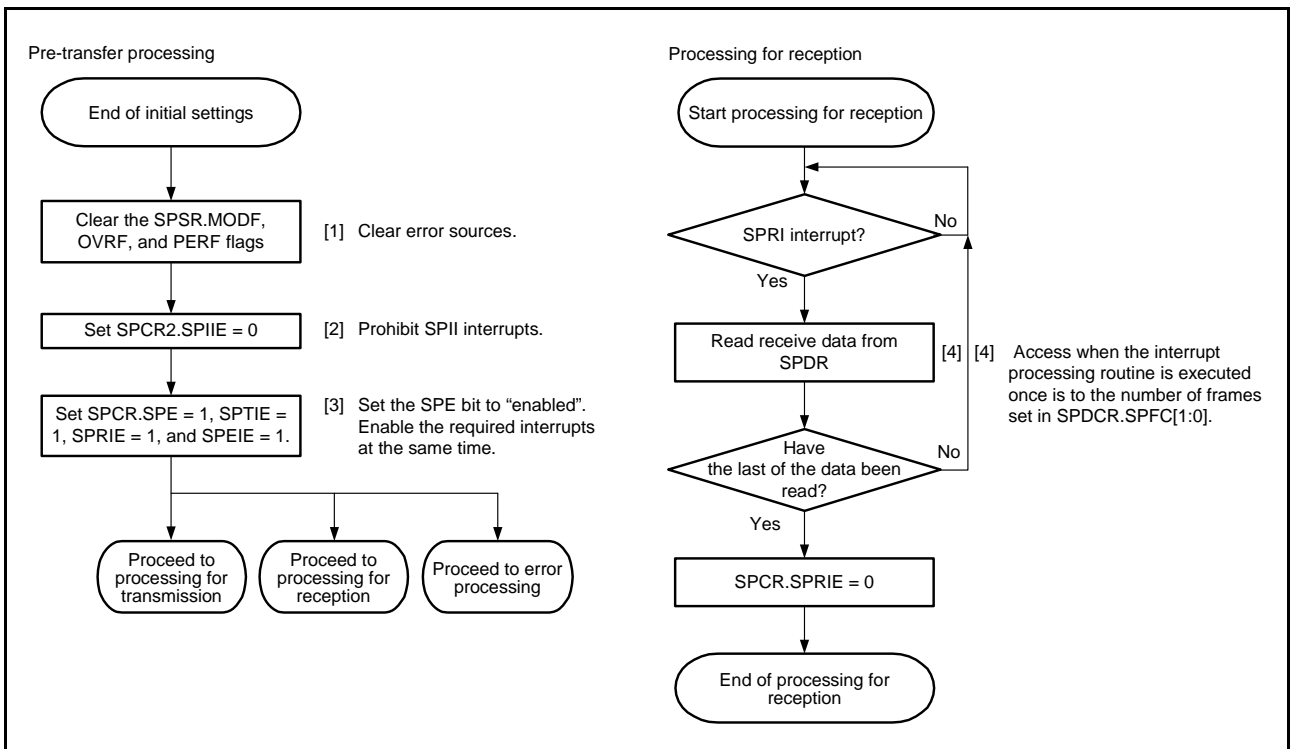 Pre-transfer processing
End of initial settings
Clear the SPSR.MODF,
OVRF, and PERF flags
[1] Clear error sources.
Set SPCR2.SPIIE = 0
[2] Prohibit SPII interrupts.
Set SPCR.SPE = 1, SPTIE =
1, SPRIE = 1, and SPEIE = 1.
[3] Set the SPE bit to “enabled”.
Enable the required interrupts
at the same time.
Proceed to
processing for
transmission
Proceed to
processing for
reception
Proceed to error
processing
Processing for reception
Start processing for reception
SPRI interrupt?
No
Yes
Read receive data from
SPDR
[4]
[4] Access when the interrupt
processing routine is executed
once is to the number of frames
set in SPDCR.SPFC[1:0].
Have
the last of the data been
read?
No
Yes
SPCR.SPRIE = 0
End of processing for
reception